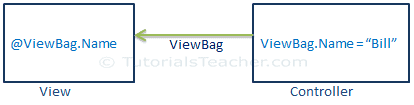 @ViewBag.Name
ViewBag
ViewBag.Name = "Bill"
© TutorialsTeacher.com
View
Controller